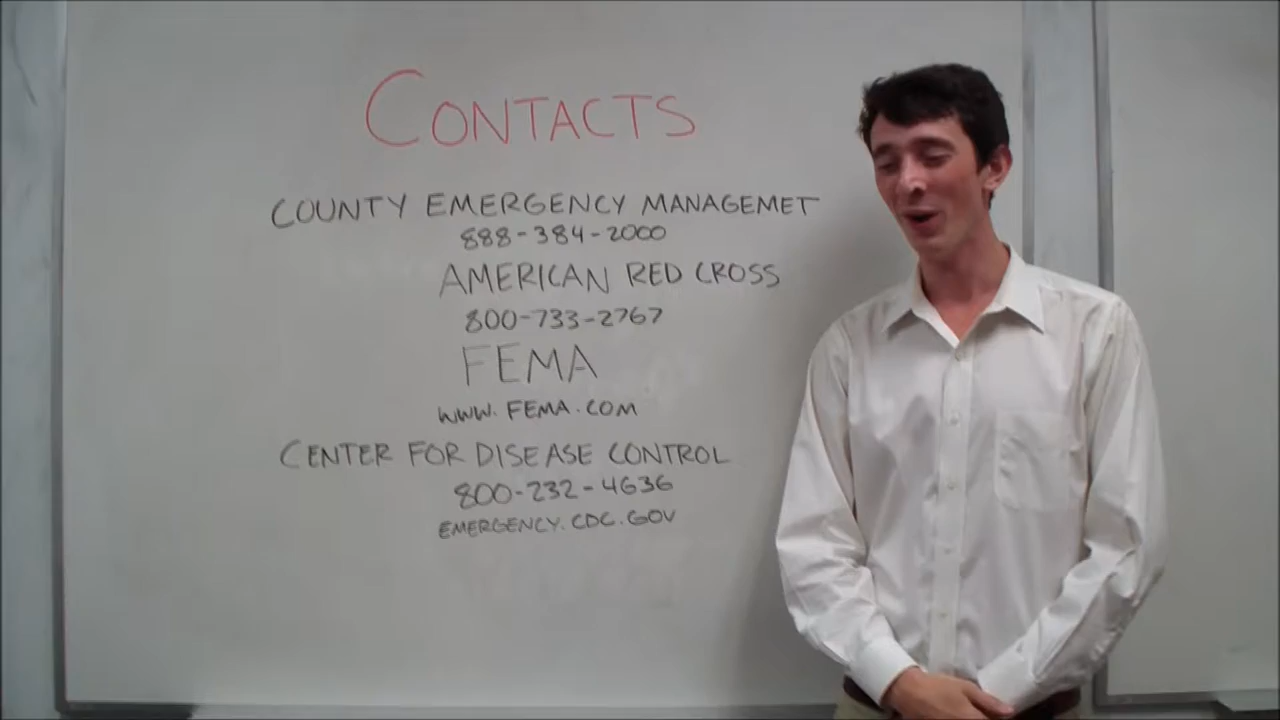 CONTACTS
COUNTY EMERGENCY MANAGEMET
888-384-2000
AMERICAN RED CROSS
800-733-2767
FEMA
WWW.FEMA.COM
CENTER FOR DISEASE CONTROL
800-232-4636
EMERGENCY.CDC.GOV